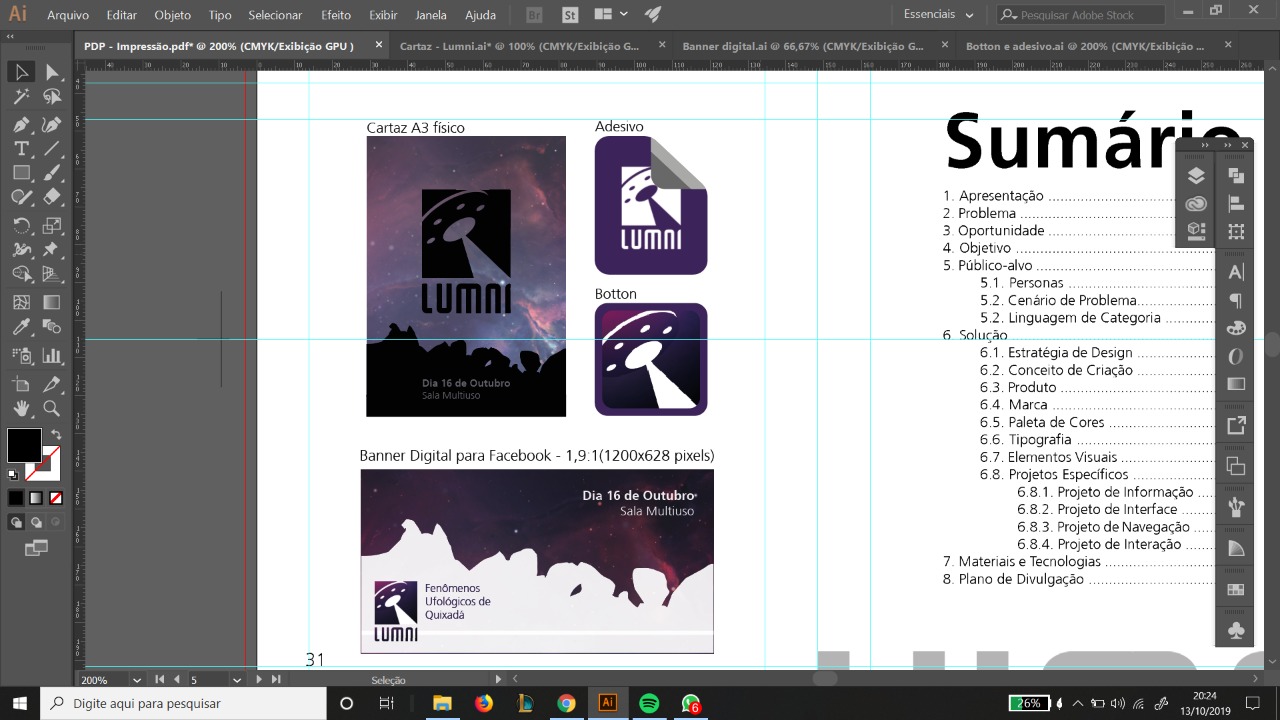 Ai Arquivo Editar Objeto Tipo Selecionar Efeito Exibir Janela Ajuda Br St Essenciais Pesquisar Adobe Stock
PDP - Impressão.pdf* @ 200% (CMYK/Exibição GPU ) × Cartaz - Lumni.ai* @ 100% (CMYK/Exibição G... × Banner digital.ai @ 66,67% (CMYK/Exibição G... × Botton e adesivo.ai @ 200% (CMYK/Exibição ... ×
Cartaz A3 físico
Adesivo
LUMNI
LUMNI
Dia 16 de Outubro
Sala Multiuso
Botton
Banner Digital para Facebook - 1,9:1(1200x628 pixels)
Dia 16 de Outubro
Sala Multiuso
Fenômenos
Ufológicos de
Quixadá
LUMNI
31
Sumário
1. Apresentação
2. Problema
3. Oportunidade
4. Objetivo
5. Público-alvo
5.1. Personas
5.2. Cenário de Problema
5.2. Linguagem de Categoria
6. Solução
6.1. Estratégia de Design
6.2. Conceito de Criação
6.3. Produto
6.4. Marca
6.5. Paleta de Cores
6.6. Tipografia
6.7. Elementos Visuais
6.8. Projetos Específicos
6.8.1. Projeto de Informação
6.8.2. Projeto de Interface
6.8.3. Projeto de Navegação
6.8.4. Projeto de Interação
7. Materiais e Tecnologias
8. Plano de Divulgação
200% 5 Seleção
Digite aqui para pesquisar
Ai
6
26%
20:24
13/10/2019